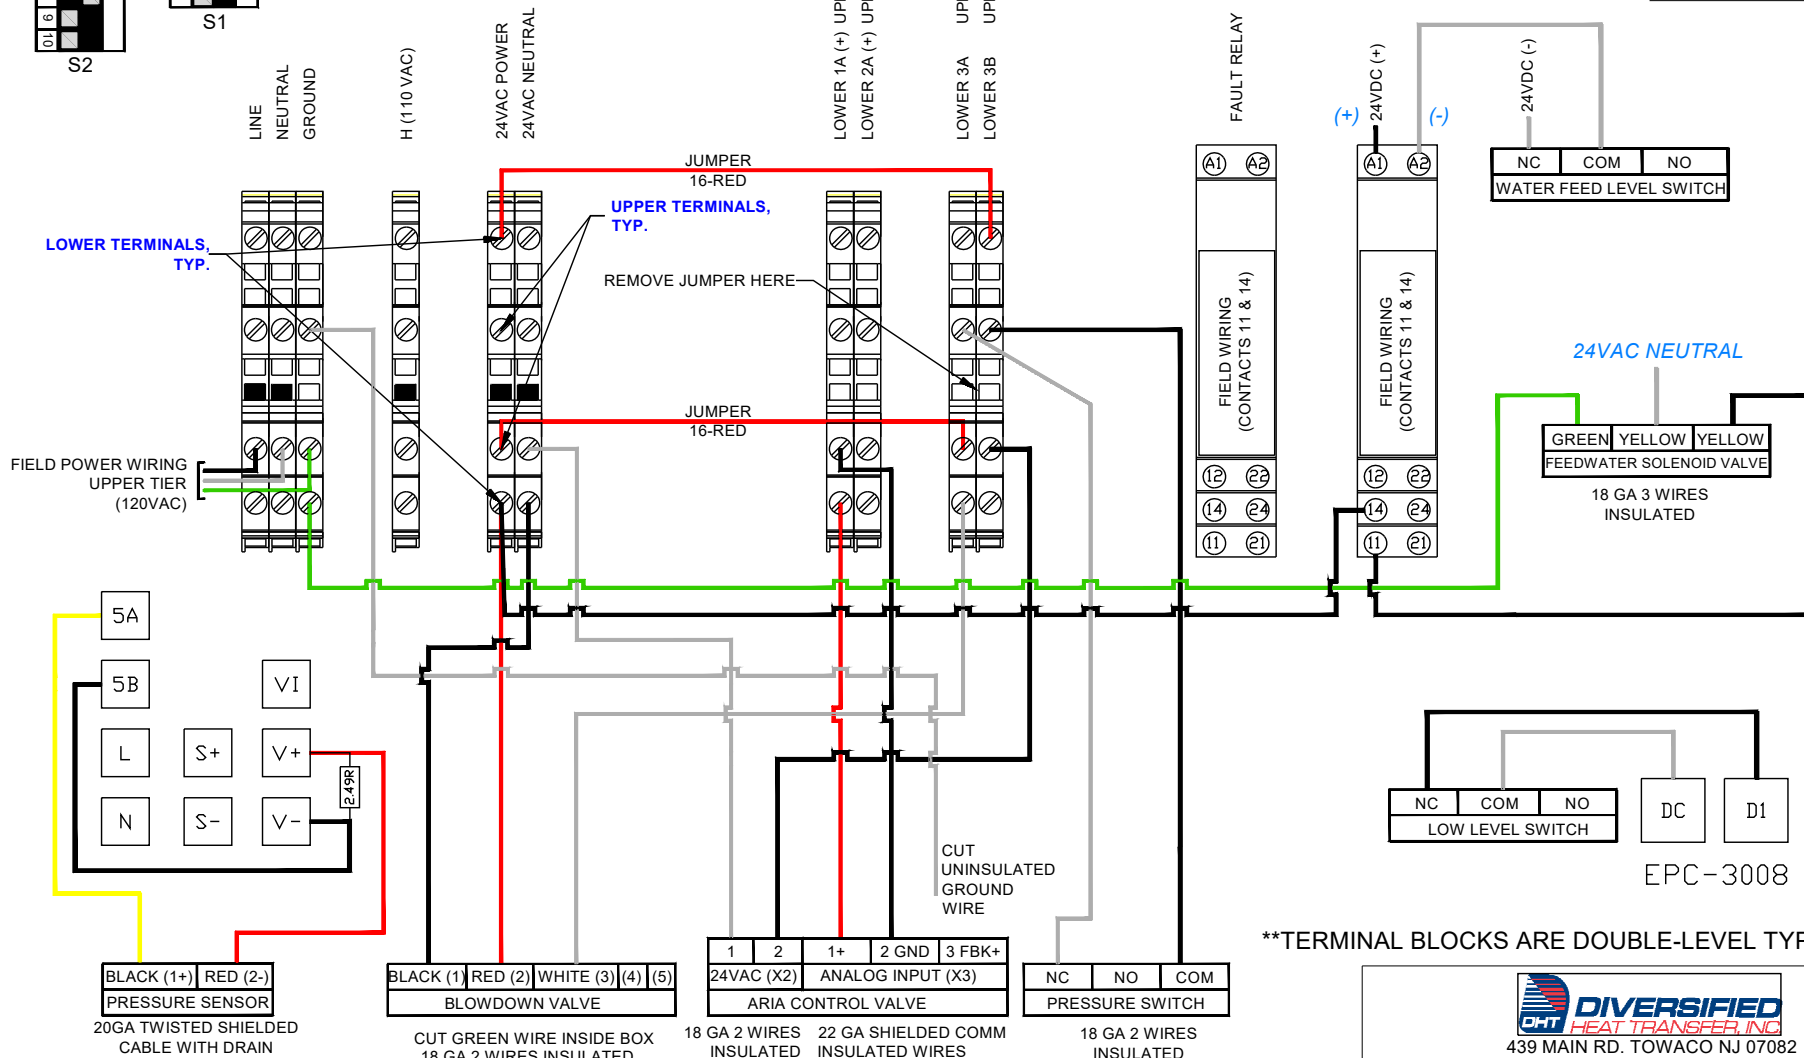 9
10
S2
S1
LINE
NEUTRAL
GROUND
H (110 VAC)
24VAC POWER
24VAC NEUTRAL
LOWER 1A (+)
LOWER 2A (+)
LOWER 3A
LOWER 3B
FAULT RELAY
(+)
24VDC (+)
(-)
24VDC (-)
NC COM NO
WATER FEED LEVEL SWITCH
JUMPER
16-RED
UPPER TERMINALS,
TYP.
LOWER TERMINALS,
TYP.
REMOVE JUMPER HERE
A1 A2
A1 A2
FIELD WIRING
(CONTACTS 11 & 14)
FIELD WIRING
(CONTACTS 11 & 14)
12 22
14 24
11 21
12 22
14 24
11 21
24VAC NEUTRAL
GREEN YELLOW YELLOW
FEEDWATER SOLENOID VALVE
18 GA 3 WIRES
INSULATED
JUMPER
16-RED
FIELD POWER WIRING
UPPER TIER
(120VAC)
5A
5B VI
L S+ V+
2.49R
N S- V-
NC COM NO
LOW LEVEL SWITCH
DC D1
EPC-3008
CUT
UNINSULATED
GROUND
WIRE
BLACK (1+) RED (2-)
PRESSURE SENSOR
20GA TWISTED SHIELDED
CABLE WITH DRAIN
BLACK (1) RED (2) WHITE (3) (4) (5)
BLOWDOWN VALVE
CUT GREEN WIRE INSIDE BOX
18 GA 2 WIRES INSULATED
1 2 1+ 2 GND 3 FBK+
24VAC (X2) ANALOG INPUT (X3)
ARIA CONTROL VALVE
18 GA 2 WIRES
INSULATED
22 GA SHIELDED COMM
INSULATED WIRES
NC NO COM
PRESSURE SWITCH
18 GA 2 WIRES
INSULATED
**TERMINAL BLOCKS ARE DOUBLE-LEVEL
DHT
DIVERSIFIED
HEAT TRANSFER, INC.
439 MAIN RD. TOWACO NJ 07082